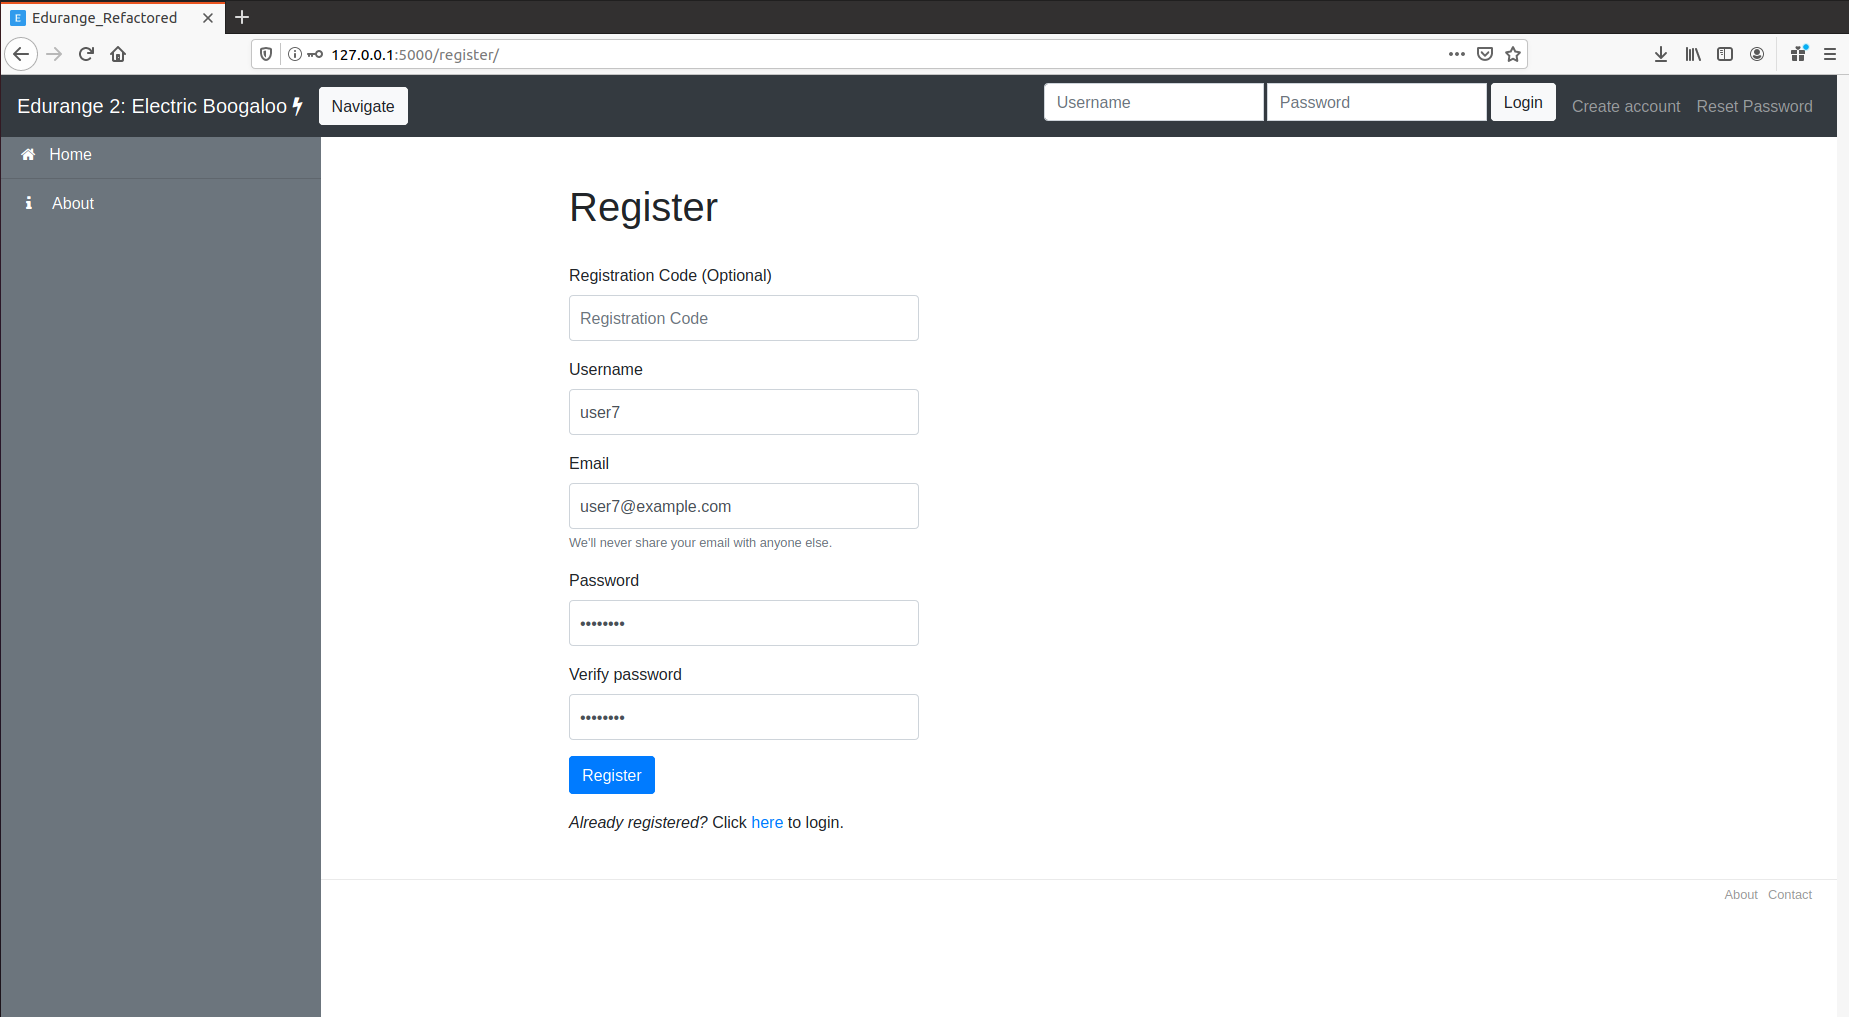 Edurange_Refactored
127.0.0.1:5000/register/
Edurange 2: Electric Boogaloo Navigate Username Password Login Create account Reset Password
Home
About
Register
Registration Code (Optional)
Registration Code
Username
user7
Email
user7@example.com
We'll never share your email with anyone else.
Password
••••••••
Verify password
••••••••
Register
Already registered? Click here to login.
About Contact